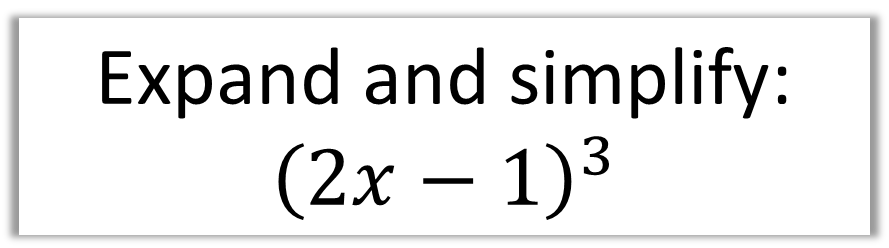 Expand and simplify:
(2x − 1)³